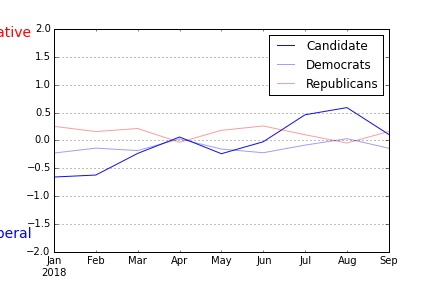 ative
2.0
1.5
1.0
0.5
0.0
−0.5
−1.0
−1.5
−2.0
beral
Candidate
Democrats
Republicans
Jan Feb Mar Apr May Jun Jul Aug Sep
2018